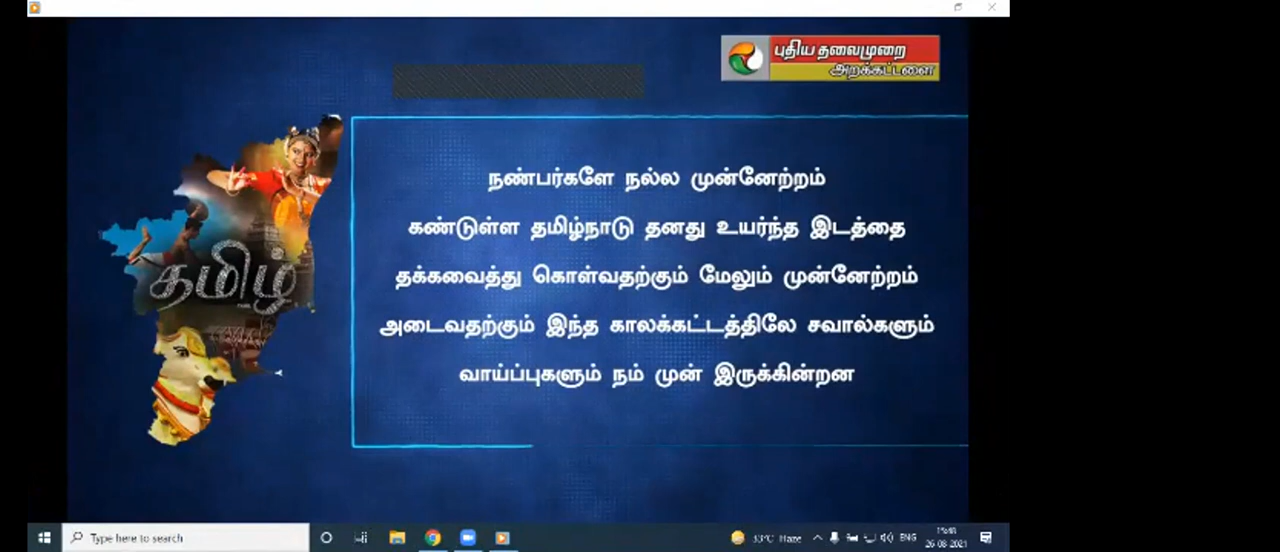 புதிய தலைமுறை
அறக்கட்டளை
நண்பர்களே நல்ல முன்னேற்றம்
கண்டுள்ள தமிழ்நாடு தனது உயர்ந்த இடத்தை
தக்கவைத்து கொள்வதற்கும் மேலும் முன்னேற்றம்
அடைவதற்கும் இந்த காலக்கட்டத்திலே சவால்களும்
வாய்ப்புகளும் நம் முன் இருக்கின்றன
தமிழ்
Type here to search
33°C Haze
ENG
26-08-2021